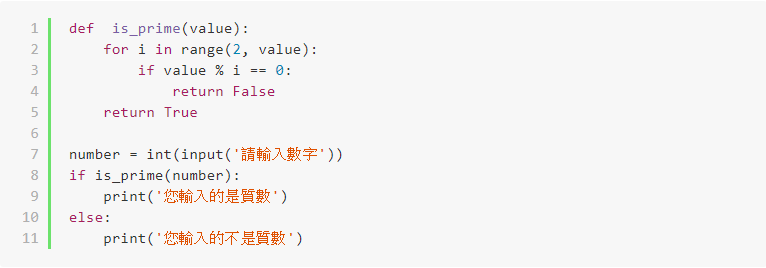 1 def  is_prime(value):
2     for i in range(2, value):
3         if value % i == 0:
4             return False
5     return True
6
7 number = int(input('請輸入數字'))
8 if is_prime(number):
9     print('您輸入的是質數')
10 else:
11     print('您輸入的不是質數')